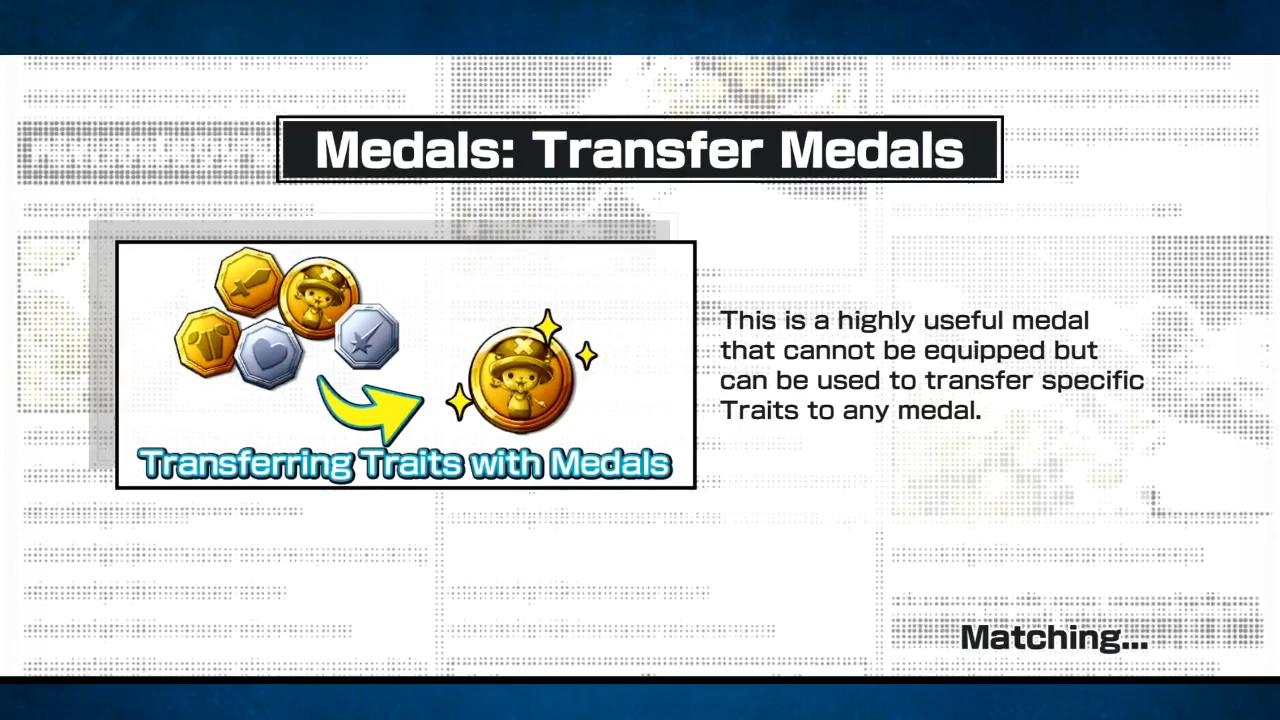 Medals: Transfer Medals
This is a highly useful medal
that cannot be equipped but
can be used to transfer specific
Traits to any medal.
Transferring Traits with Medals
Matching...